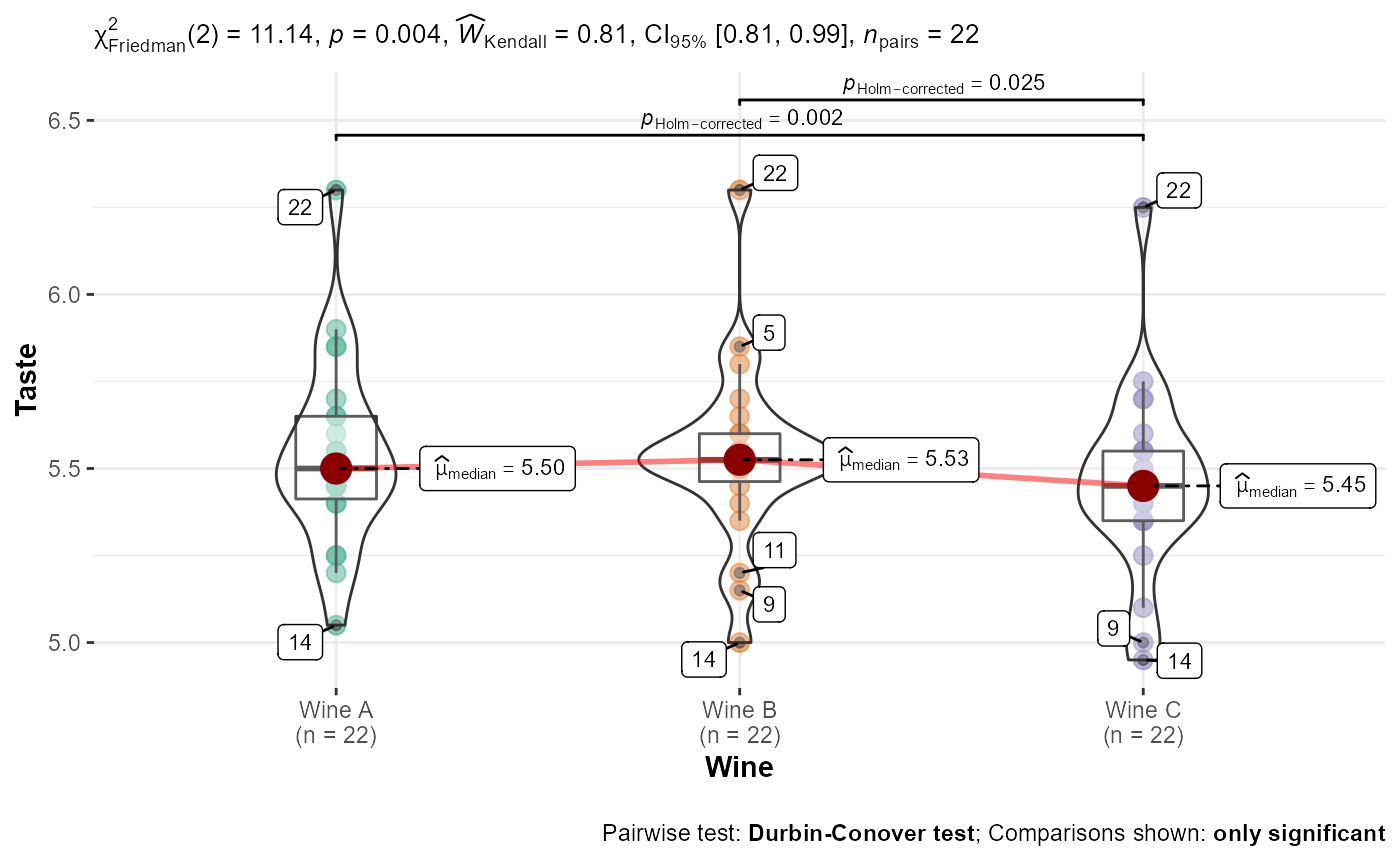 χ²Friedman(2) = 11.14, p = 0.004, ŴKendall = 0.81, CI95% [0.81, 0.99], npairs = 22
pHolm−corrected = 0.025
pHolm−corrected = 0.002
6.5
6.0
5.5
5.0
Taste
22
14
μ̂median = 5.50
22
5
μ̂median = 5.53
11
9
14
22
μ̂median = 5.45
9
14
Wine A
(n = 22)
Wine B
(n = 22)
Wine C
(n = 22)
Wine
Pairwise test: Durbin-Conover test; Comparisons shown: only significant